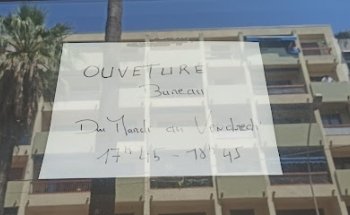 OUVETURE
Bureau
Du Mardi au Vendredi
17h45 - 18h45